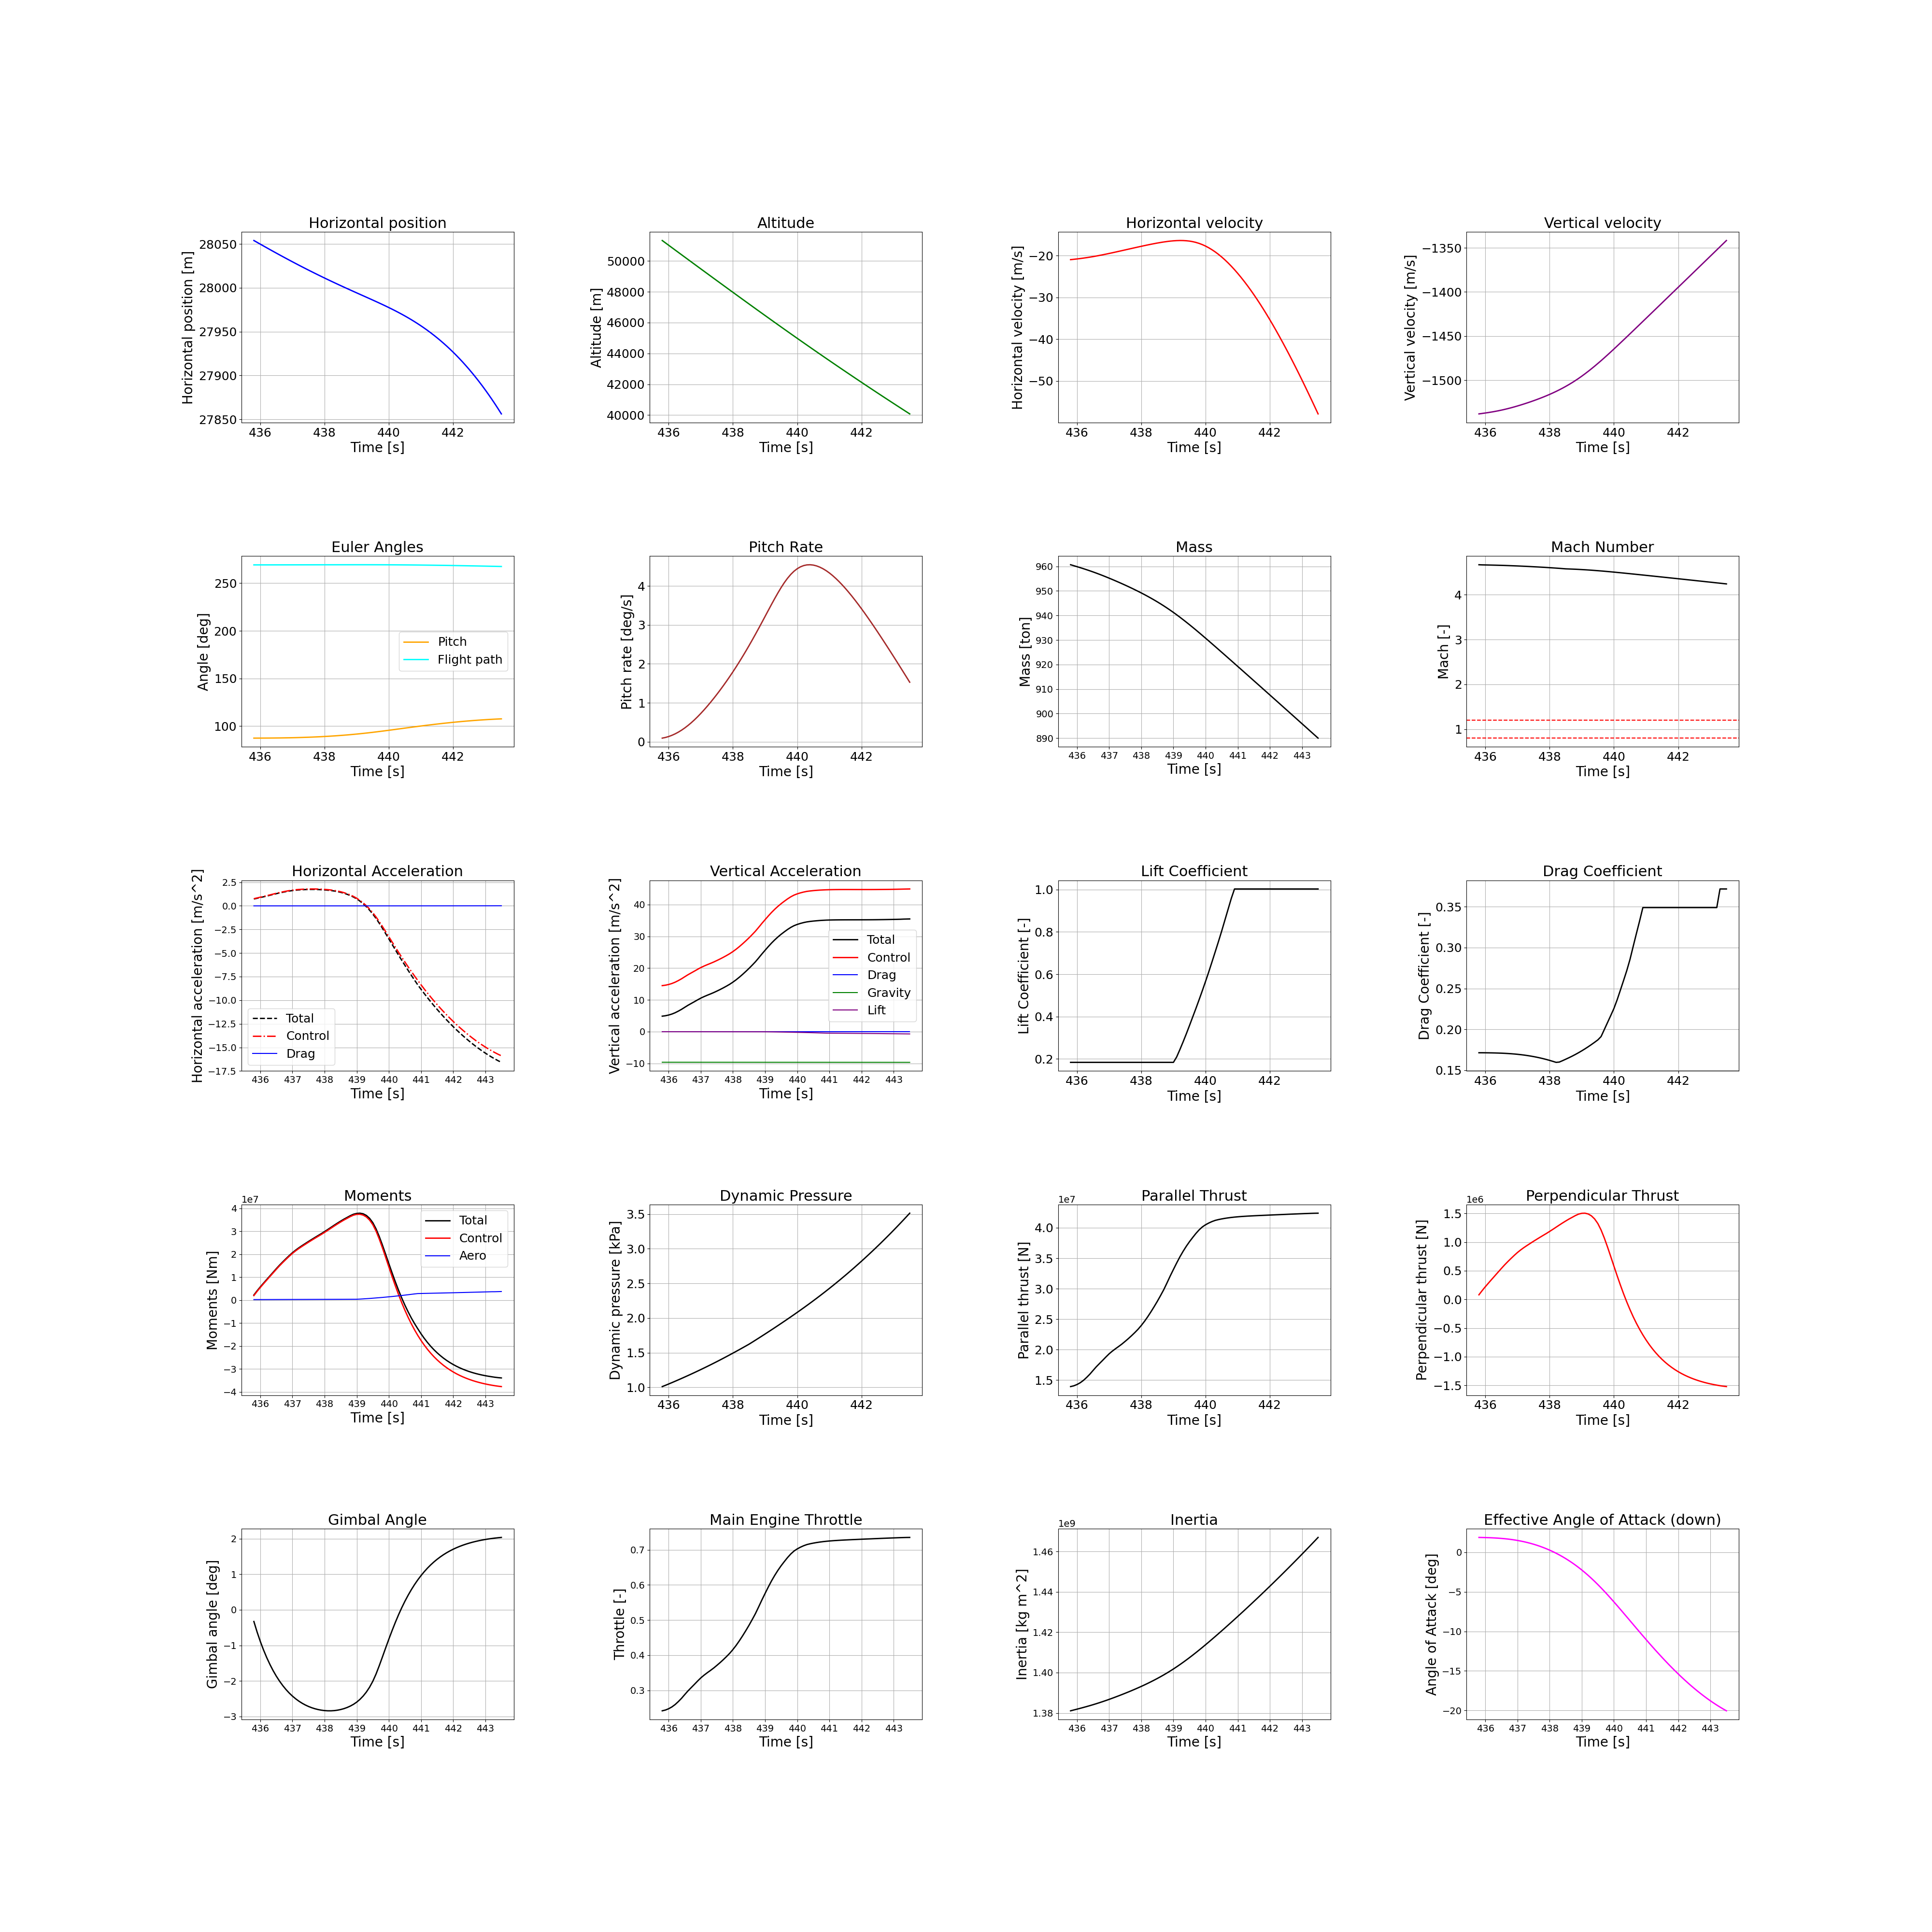 Horizontal position
Horizontal position [m]
28050
28000
27950
27900
27850
436 438 440 442
Time [s]
Altitude
Altitude [m]
50000
48000
46000
44000
42000
40000
436 438 440 442
Time [s]
Horizontal velocity
Horizontal velocity [m/s]
−20
−30
−40
−50
436 438 440 442
Time [s]
Vertical velocity
Vertical velocity [m/s]
−1350
−1400
−1450
−1500
436 438 440 442
Time [s]
Euler Angles
Angle [deg]
250
200
150
100
Pitch
Flight path
436 438 440 442
Time [s]
Pitch Rate
Pitch rate [deg/s]
4
3
2
1
0
436 438 440 442
Time [s]
Mass
Mass [ton]
960
950
940
930
920
910
900
890
436 437 438 439 440 441 442 443
Time [s]
Mach Number
Mach [-]
4
3
2
1
436 438 440 442
Time [s]
Horizontal Acceleration
Horizontal acceleration [m/s^2]
2.5
0.0
−2.5
−5.0
−7.5
−10.0
−12.5
−15.0
−17.5
Total
Control
Drag
436 437 438 439 440 441 442 443
Time [s]
Vertical Acceleration
Vertical acceleration [m/s^2]
40
30
20
10
0
−10
Total
Control
Drag
Gravity
Lift
436 437 438 439 440 441 442 443
Time [s]
Lift Coefficient
Lift Coefficient [-]
1.0
0.8
0.6
0.4
0.2
436 438 440 442
Time [s]
Drag Coefficient
Drag Coefficient [-]
0.35
0.30
0.25
0.20
0.15
436 438 440 442
Time [s]
Moments
1e7
Moments [Nm]
4
3
2
1
0
−1
−2
−3
−4
Total
Control
Aero
436 437 438 439 440 441 442 443
Time [s]
Dynamic Pressure
Dynamic pressure [kPa]
3.5
3.0
2.5
2.0
1.5
1.0
436 438 440 442
Time [s]
Parallel Thrust
1e7
Parallel thrust [N]
4.0
3.5
3.0
2.5
2.0
1.5
436 438 440 442
Time [s]
Perpendicular Thrust
1e6
Perpendicular thrust [N]
1.5
1.0
0.5
0.0
−0.5
−1.0
−1.5
436 438 440 442
Time [s]
Gimbal Angle
Gimbal angle [deg]
2
1
0
−1
−2
−3
436 437 438 439 440 441 442 443
Time [s]
Main Engine Throttle
Throttle [-]
0.7
0.6
0.5
0.4
0.3
436 437 438 439 440 441 442 443
Time [s]
Inertia
1e9
Inertia [kg m^2]
1.46
1.44
1.42
1.40
1.38
436 437 438 439 440 441 442 443
Time [s]
Effective Angle of Attack (down)
Angle of Attack [deg]
0
−5
−10
−15
−20
436 437 438 439 440 441 442 443
Time [s]